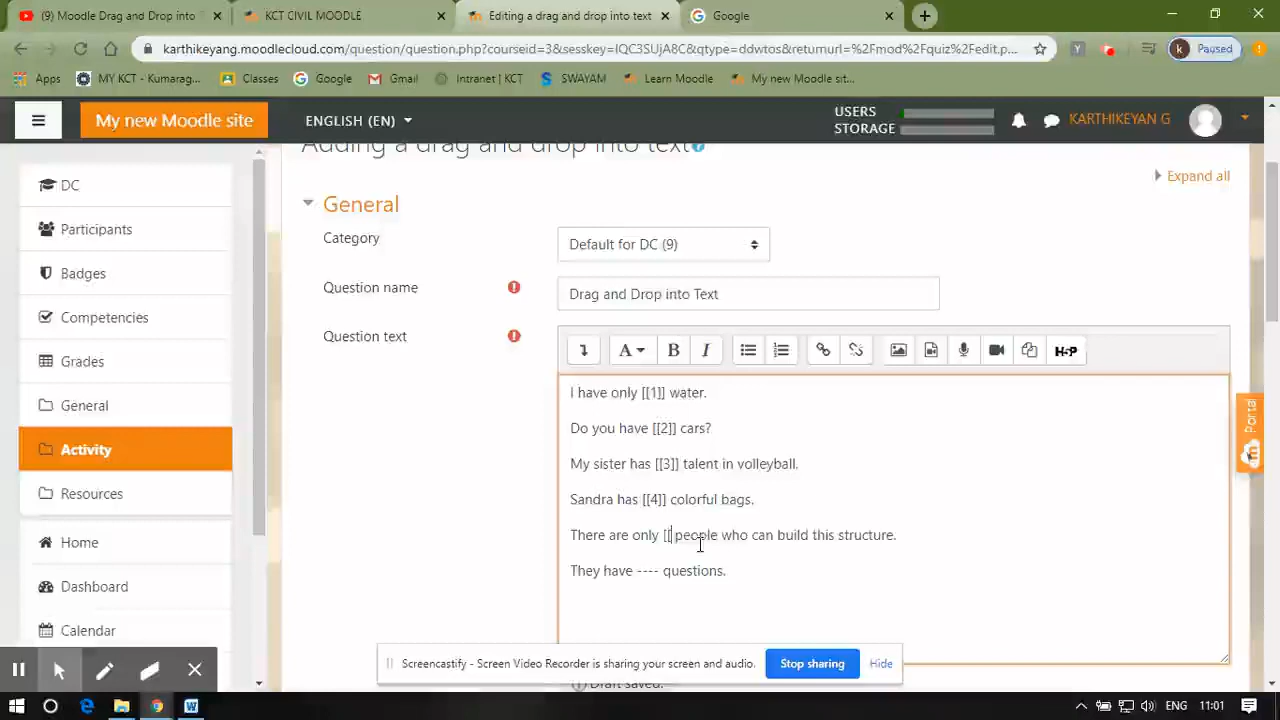 (9) Moodle Drag and Drop into T
KCT CIVIL MOODLE
Editing a drag and drop into text
Google
karthikeyang.moodlecloud.com/question/question.php?courseid=3&sesskey=IQC3SUjA8C&qtype=ddwtos&returnurl=%2Fmod%2Fquiz%2Fedit.p...
Paused
Apps
MY KCT - Kumarag...
Classes
Google
Gmail
Intranet | KCT
SWAYAM
Learn Moodle
My new Moodle sit...
My new Moodle site
ENGLISH (EN)
USERS
STORAGE
KARTHIKEYAN G
Adding a drag and drop into text
Expand all
DC
Participants
Badges
Competencies
Grades
General
Activity
Resources
Home
Dashboard
Calendar
General
Category
Default for DC (9)
Question name
Drag and Drop into Text
Question text
H-P
I have only [[1]] water.
Do you have [[2]] cars?
My sister has [[3]] talent in volleyball.
Sandra has [[4]] colorful bags.
There are only [[ people who can build this structure.
They have ---- questions.
Portal
Screencastify - Screen Video Recorder is sharing your screen and audio.
Stop sharing
Hide
Draft saved.
ENG
11:01